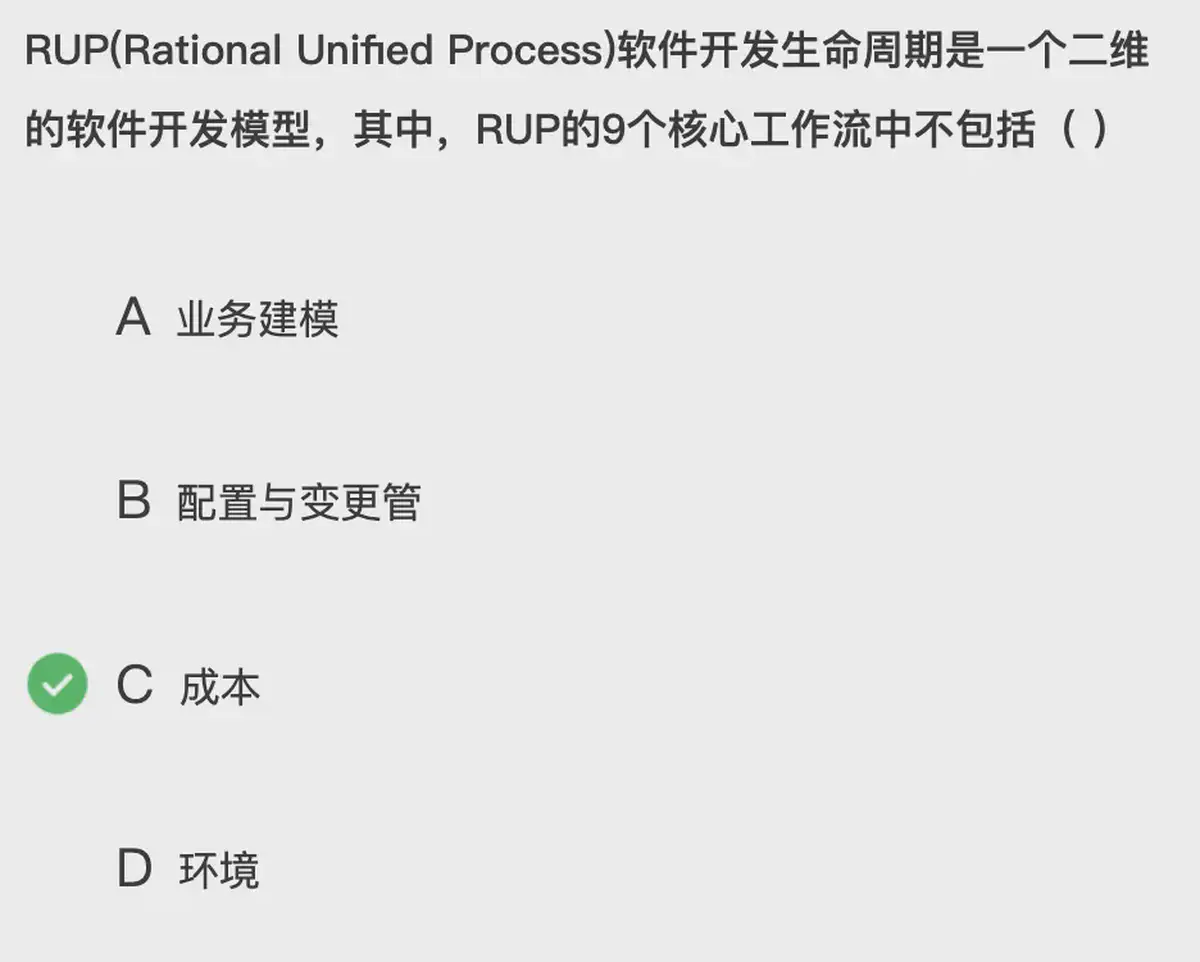 RUP(Rational Unified Process)软件开发生命周期是一个二维
的软件开发模型，其中，RUP的9个核心工作流中不包括（ ）
A 业务建模
B 配置与变更管
C 成本
D 环境